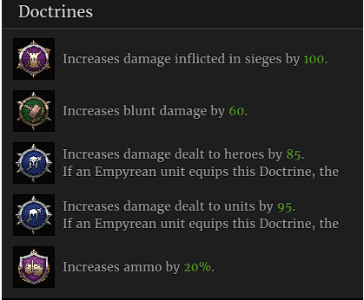 Doctrines
Increases damage inflicted in sieges by 100.
Increases blunt damage by 60.
Increases damage dealt to heroes by 85.
If an Empyrean unit equips this Doctrine, the
Increases damage dealt to units by 95.
If an Empyrean unit equips this Doctrine, the
Increases ammo by 20%.